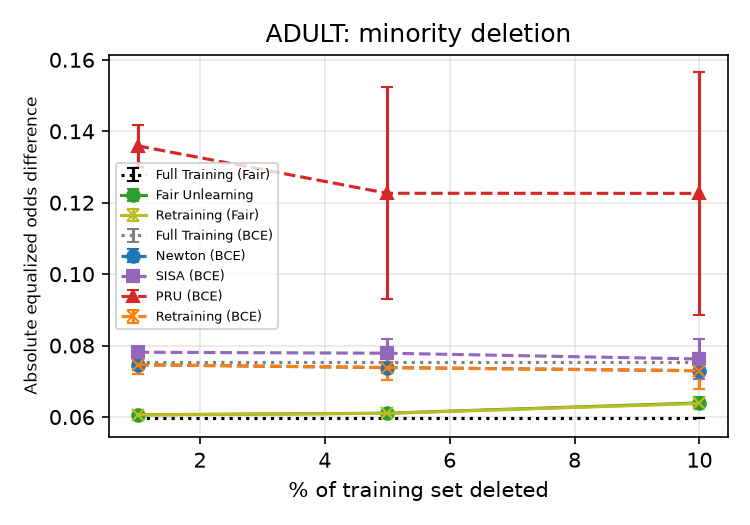 ADULT: minority deletion
Absolute equalized odds difference
0.16
0.14
0.12
0.10
0.08
0.06
Full Training (Fair)
Fair Unlearning
Retraining (Fair)
Full Training (BCE)
Newton (BCE)
SISA (BCE)
PRU (BCE)
Retraining (BCE)
2 4 6 8 10
% of training set deleted